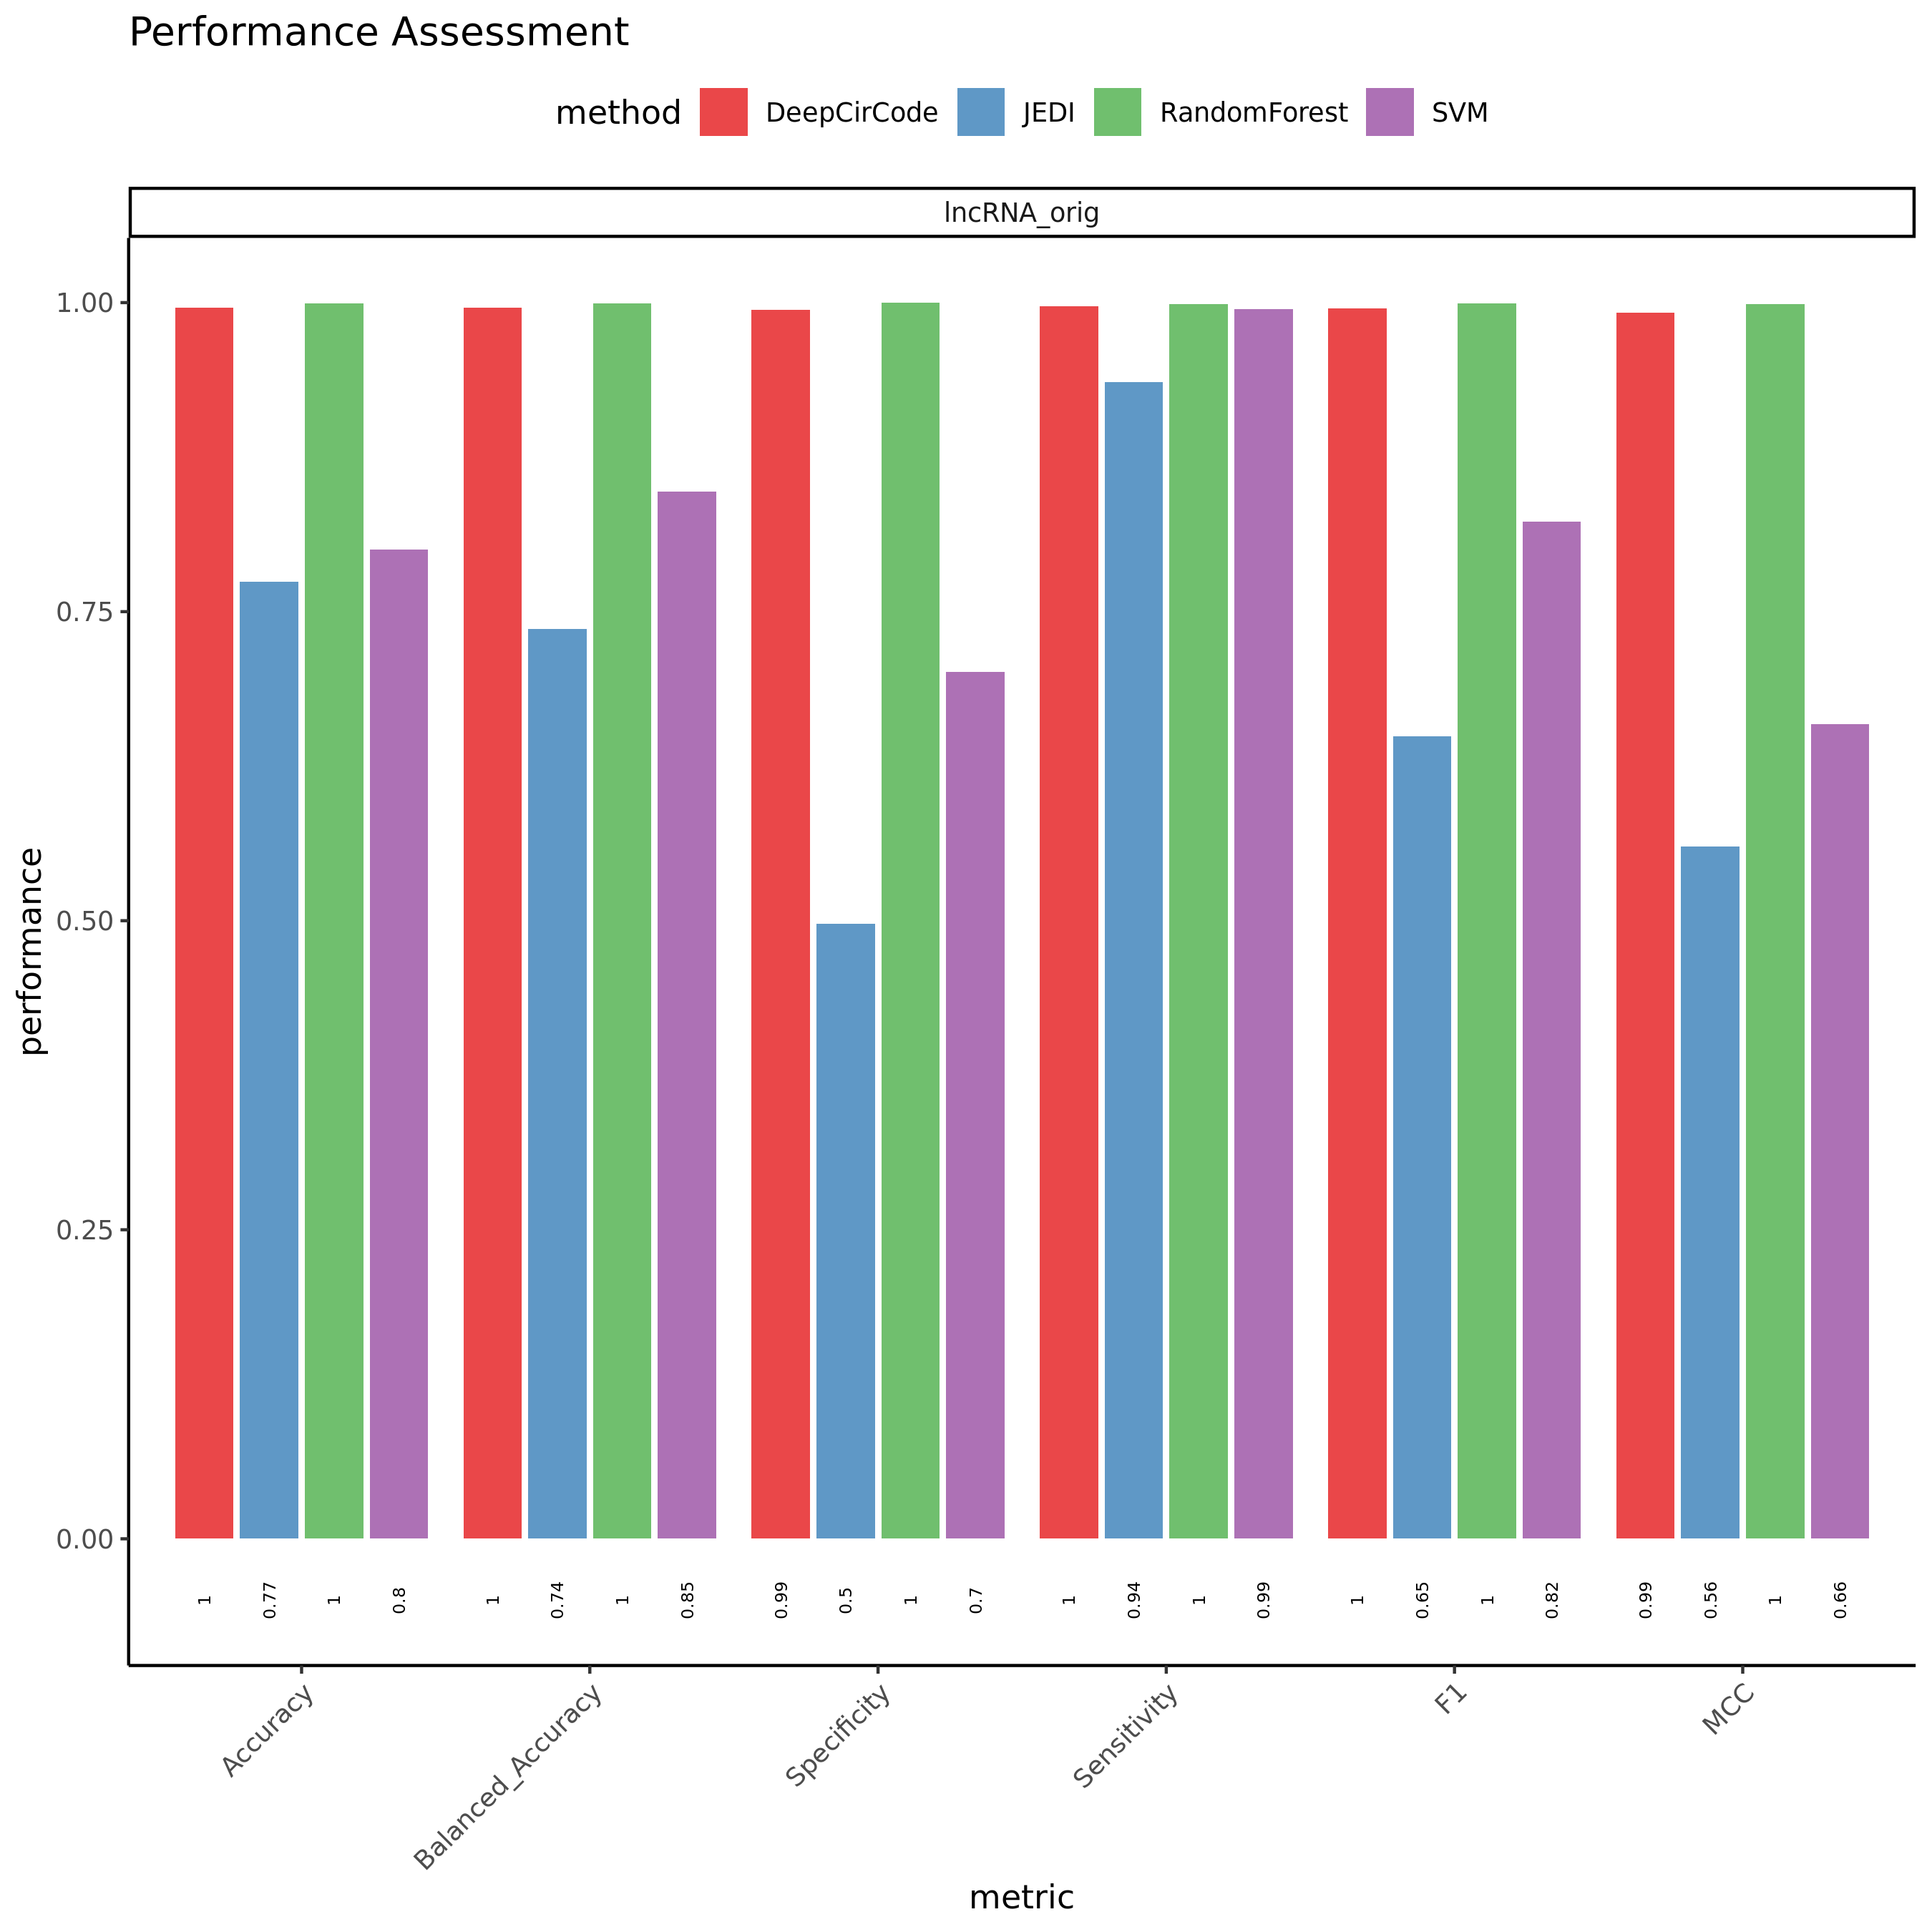 Performance Assessment
method DeepCirCode JEDI RandomForest SVM
lncRNA_orig
1.00
0.75
0.50
0.25
0.00
performance
1 0.77 1 0.8 1 0.74 1 0.85 0.99 0.5 1 0.7 1 0.94 1 0.99 1 0.65 1 0.82 0.99 0.56 1 0.66
Accuracy Balanced_Accuracy Specificity Sensitivity F1 MCC
metric